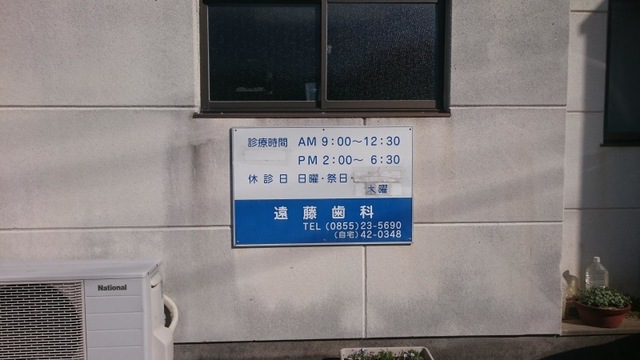 診療時間 AM 9:00～12:30
PM 2:00～ 6:30
休診日 日曜・祭日・
水曜
遠藤歯科
TEL (0855)23-5690
(自宅)42-0348
National